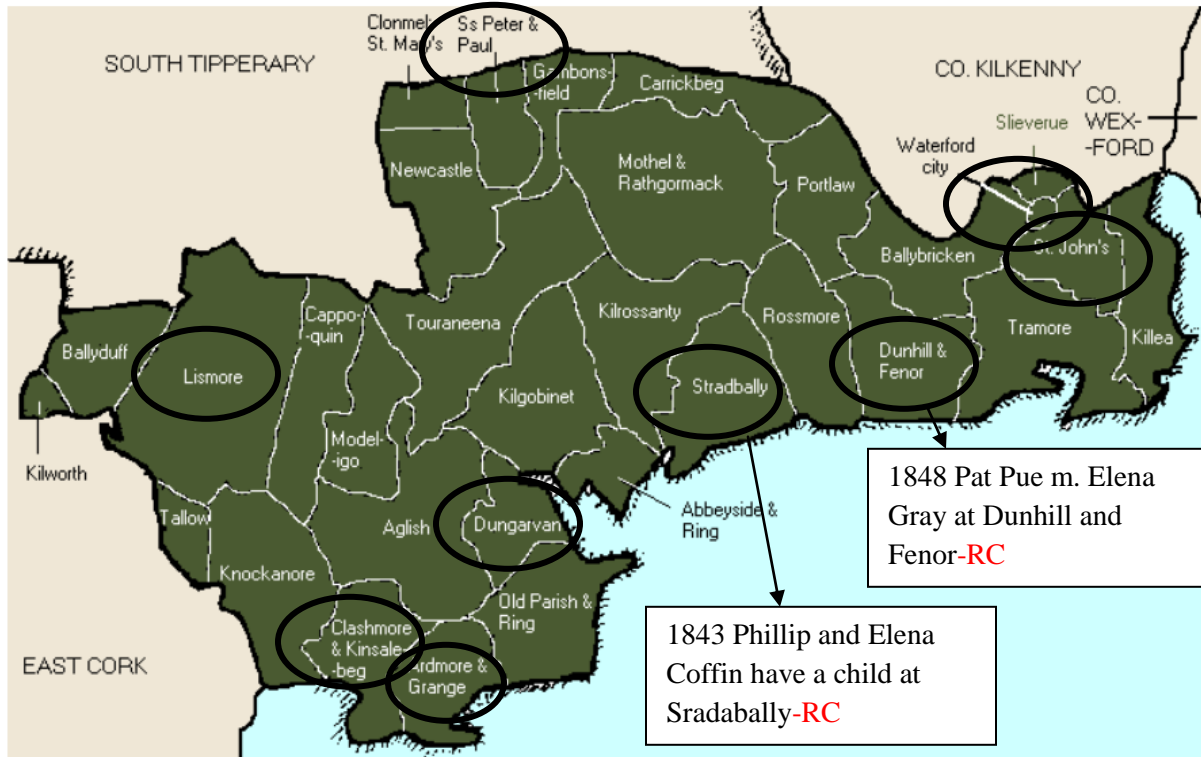 Clonmel:
St. Mary's
Ss Peter &
Paul
SOUTH TIPPERARY
CO. KILKENNY
CO.
WEX-
-FORD
Gambons-
-field
Carrickbeg
Slieverue
Waterford
city
Newcastle
Mothel &
Rathgormack
Portlaw
St. John's
Ballybricken
Cappo-
-quin
Touraneena
Kilrossanty
Rossmore
Tramore
Killea
Ballyduff
Lismore
Dunhill &
Fenor
Kilgobinet
Stradbally
Model-
-igo
Kilworth
Tallow
Aglish
Dungarvan
Abbeyside &
Ring
Knockanore
Old Parish &
Ring
Clashmore
& Kinsale-
-beg
Ardmore &
Grange
EAST CORK
1848 Pat Pue m. Elena
Gray at Dunhill and
Fenor-RC
1843 Phillip and Elena
Coffin have a child at
Sradabally-RC